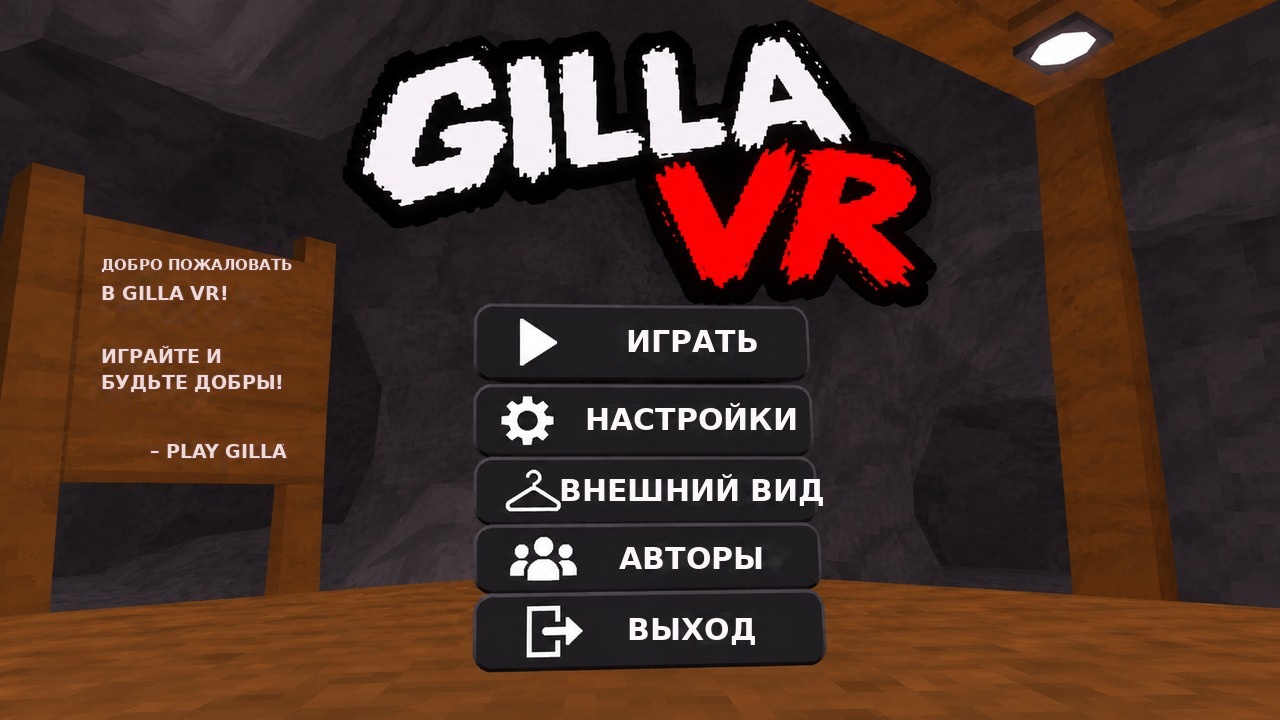 GILLA
VR
ДОБРО ПОЖАЛОВАТЬ
В GILLA VR!
ИГРАЙТЕ И
БУДЬТЕ ДОБРЫ!
– PLAY GILLA
ИГРАТЬ
НАСТРОЙКИ
ВНЕШНИЙ ВИД
АВТОРЫ
ВЫХОД